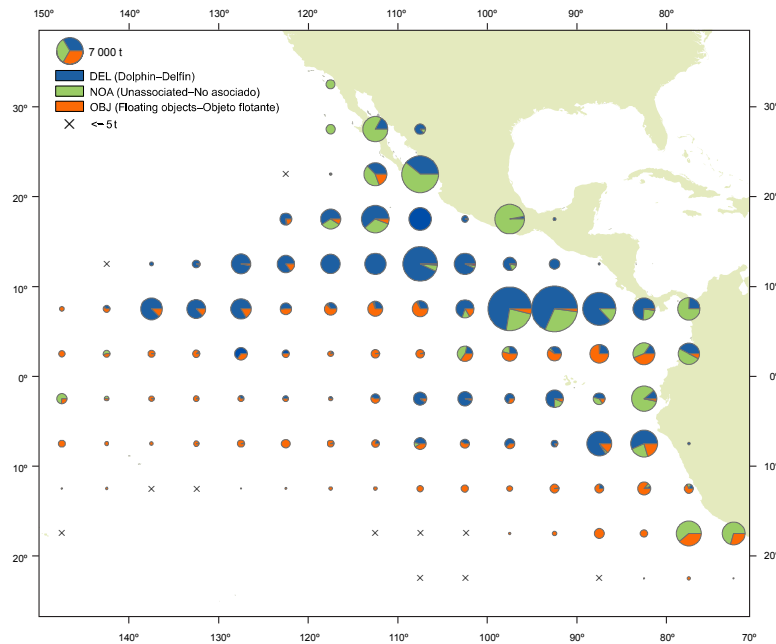 150° 140° 130° 120° 110° 100° 90° 80°
7 000 t
DEL (Dolphin–Delfín)
NOA (Unassociated–No asociado)
OBJ (Floating objects–Objeto flotante)
<=5 t
30° 30°
20° 20°
10° 10°
0° 0°
10° 10°
20° 20°
140° 130° 120° 110° 100° 90° 80° 70°